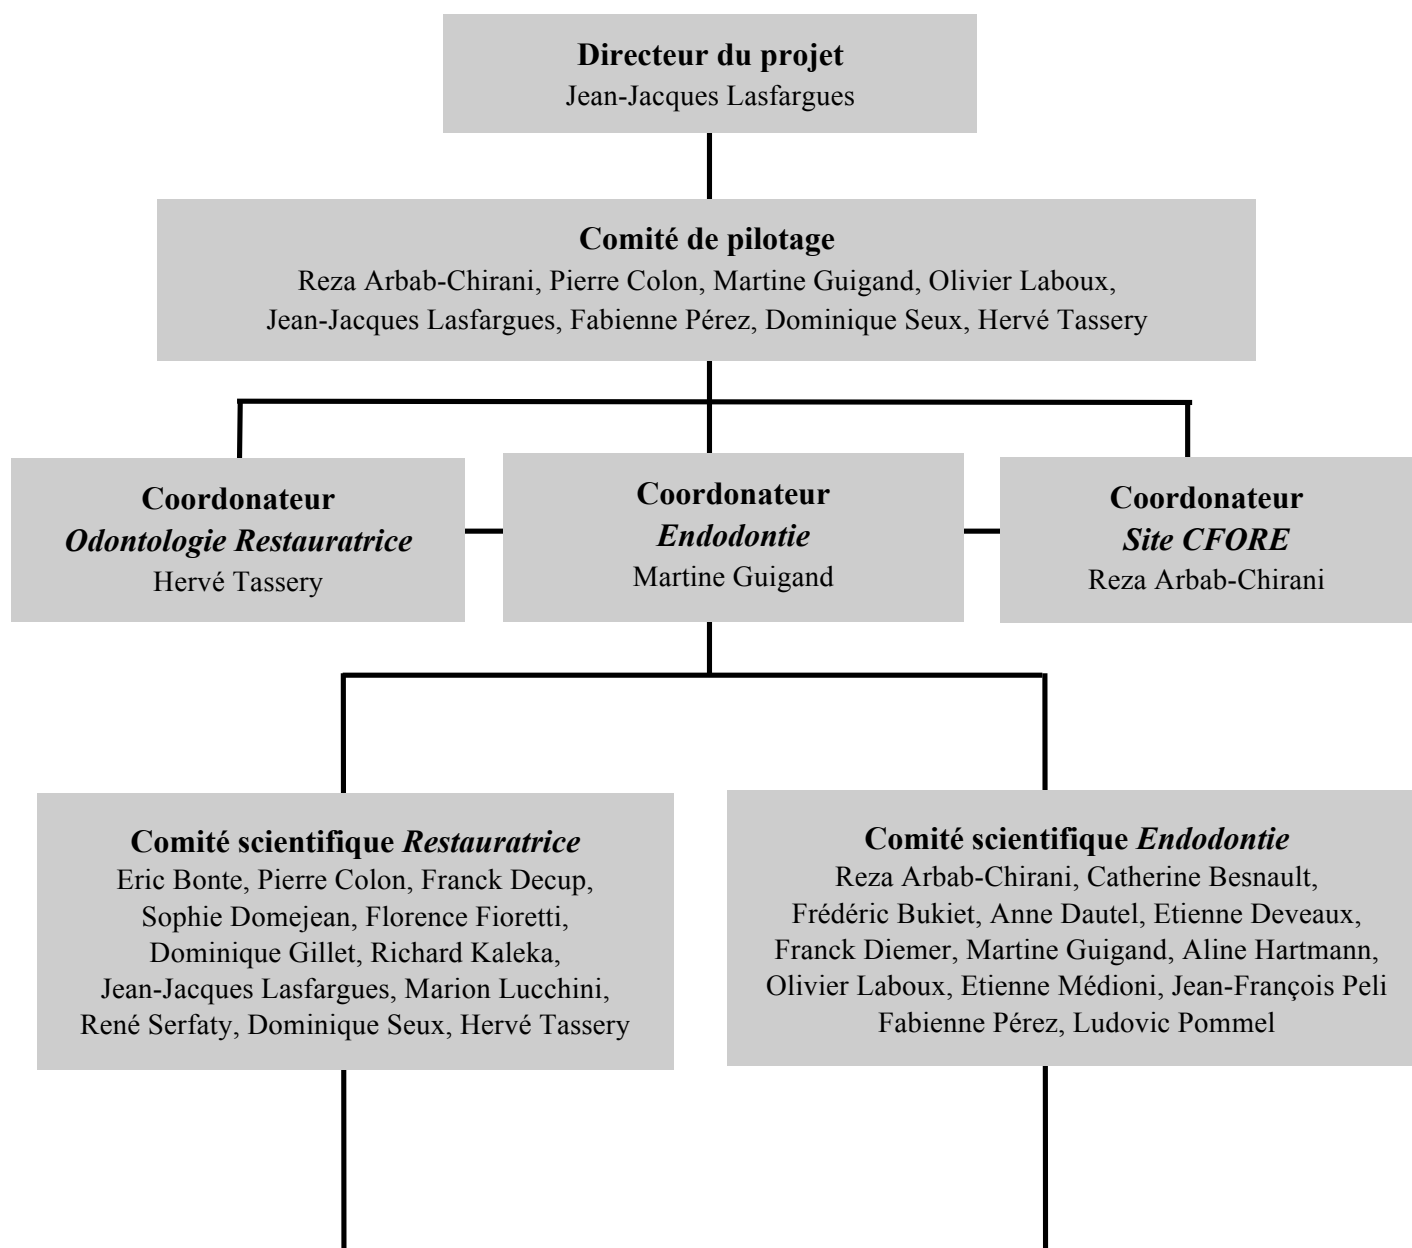 Directeur du projet
Jean-Jacques Lasfargues
Comité de pilotage
Reza Arbab-Chirani, Pierre Colon, Martine Guigand, Olivier Laboux,
Jean-Jacques Lasfargues, Fabienne Pérez, Dominique Seux, Hervé Tassery
Coordonateur
Odontologie Restauratrice
Hervé Tassery
Coordonateur
Endodontie
Martine Guigand
Coordonateur
Site CFORE
Reza Arbab-Chirani
Comité scientifique Restauratrice
Eric Bonte, Pierre Colon, Franck Decup,
Sophie Domejean, Florence Fioretti,
Dominique Gillet, Richard Kaleka,
Jean-Jacques Lasfargues, Marion Lucchini,
René Serfaty, Dominique Seux, Hervé Tassery
Comité scientifique Endodontie
Reza Arbab-Chirani, Catherine Besnault,
Frédéric Bukiet, Anne Dautel, Etienne Deveaux,
Franck Diemer, Martine Guigand, Aline Hartmann,
Olivier Laboux, Etienne Médioni, Jean-François Peli
Fabienne Pérez, Ludovic Pommel